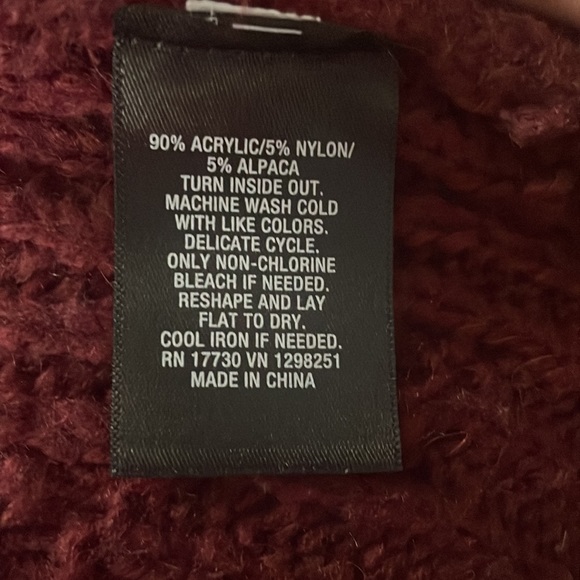 90% ACRYLIC/5% NYLON/
5% ALPACA
TURN INSIDE OUT.
MACHINE WASH COLD
WITH LIKE COLORS.
DELICATE CYCLE.
ONLY NON-CHLORINE
BLEACH IF NEEDED.
RESHAPE AND LAY
FLAT TO DRY.
COOL IRON IF NEEDED.
RN 17730 VN 1298251
MADE IN CHINA